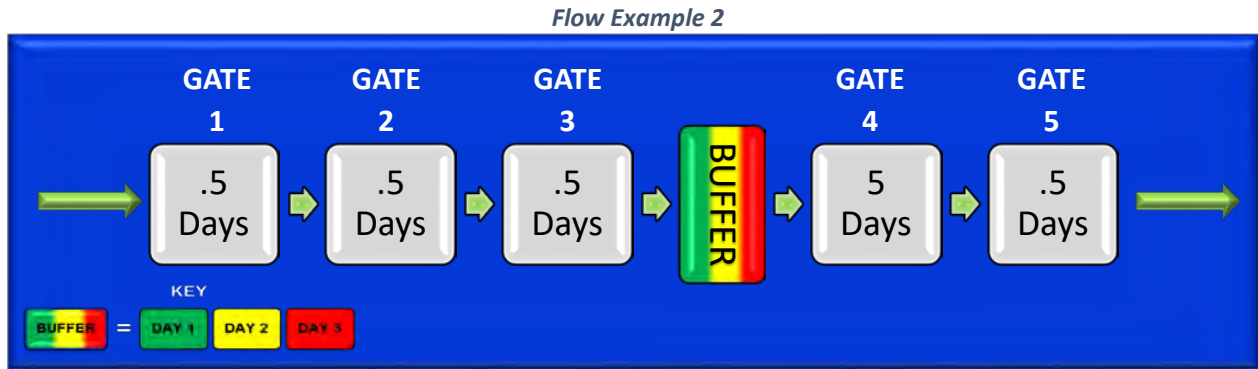 Flow Example 2
GATE
1
GATE
2
GATE
3
GATE
4
GATE
5
.5
Days
.5
Days
.5
Days
BUFFER
5
Days
.5
Days
KEY
BUFFER = DAY 1 DAY 2 DAY 3